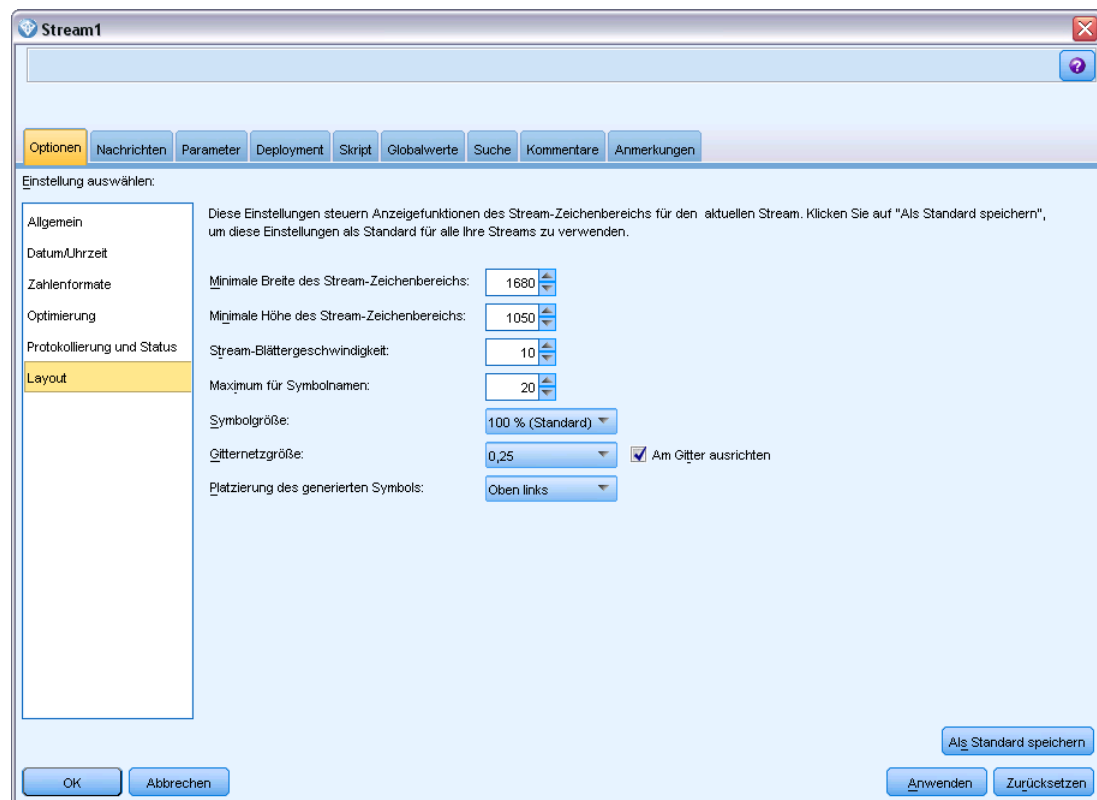 Stream1
Optionen Nachrichten Parameter Deployment Skript Globalwerte Suche Kommentare Anmerkungen
Einstellung auswählen:
Allgemein
Datum/Uhrzeit
Zahlenformate
Optimierung
Protokollierung und Status
Layout
Diese Einstellungen steuern Anzeigefunktionen des Stream-Zeichenbereichs für den aktuellen Stream. Klicken Sie auf "Als Standard speichern",
um diese Einstellungen als Standard für alle Ihre Streams zu verwenden.
Minimale Breite des Stream-Zeichenbereichs: 1680
Minimale Höhe des Stream-Zeichenbereichs: 1050
Stream-Blättergeschwindigkeit: 10
Maximum für Symbolnamen: 20
Symbolgröße: 100 % (Standard)
Gitternetzgröße: 0,25 Am Gitter ausrichten
Platzierung des generierten Symbols: Oben links
Als Standard speichern
OK Abbrechen Anwenden Zurücksetzen